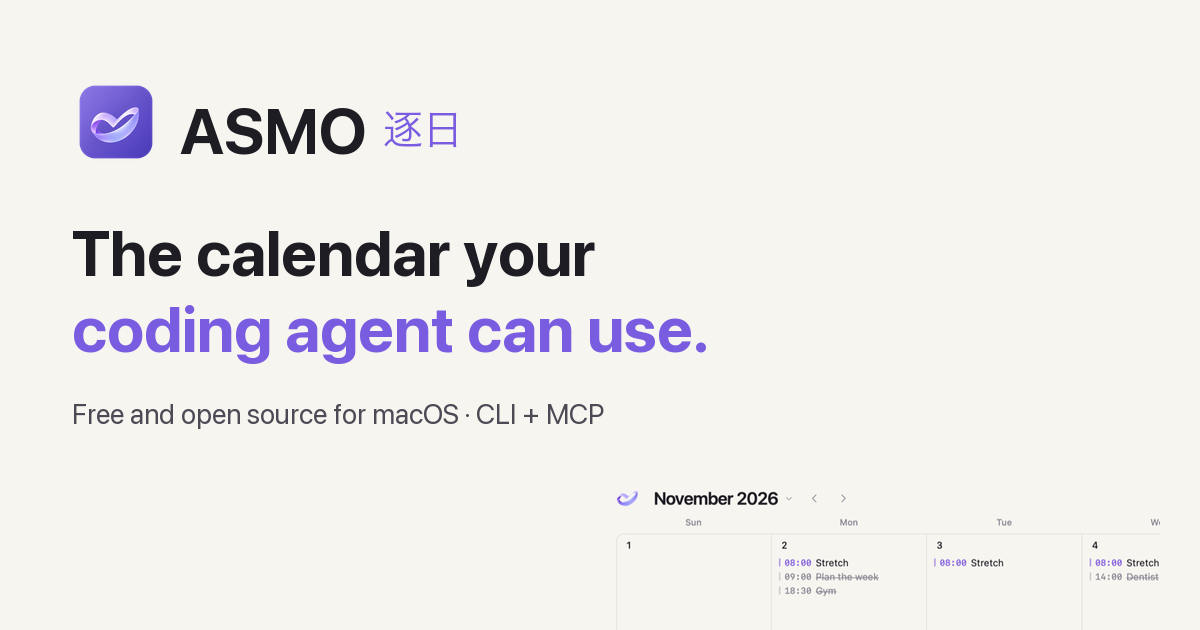 ASMO 逐日
The calendar your
coding agent can use.
Free and open source for macOS · CLI + MCP
November 2026
Sun Mon Tue
1 2 3 4
08:00 Stretch 08:00 Stretch 08:00 Stretch
09:00 Plan the week 14:00 Dentist
18:30 Gym